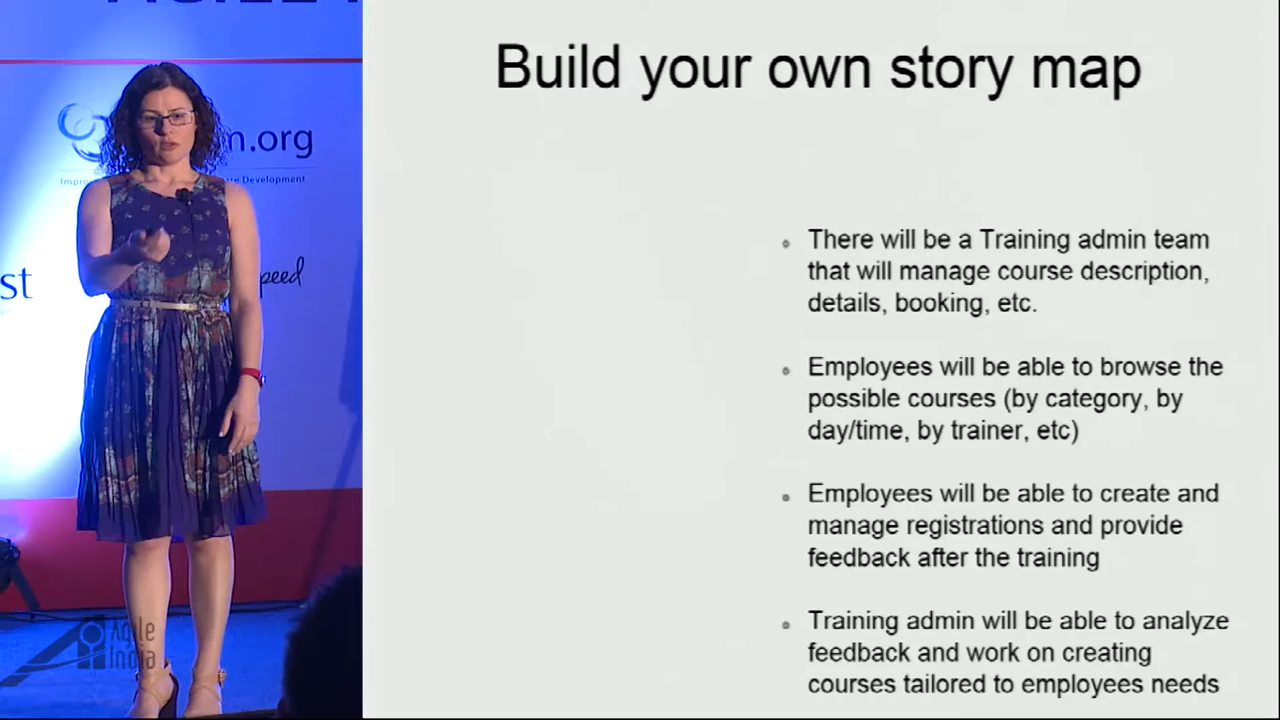 m.org
are Development
st
peed
Agile
India
Build your own story map
There will be a Training admin team
that will manage course description,
details, booking, etc.
Employees will be able to browse the
possible courses (by category, by
day/time, by trainer, etc)
Employees will be able to create and
manage registrations and provide
feedback after the training
Training admin will be able to analyze
feedback and work on creating
courses tailored to employees needs